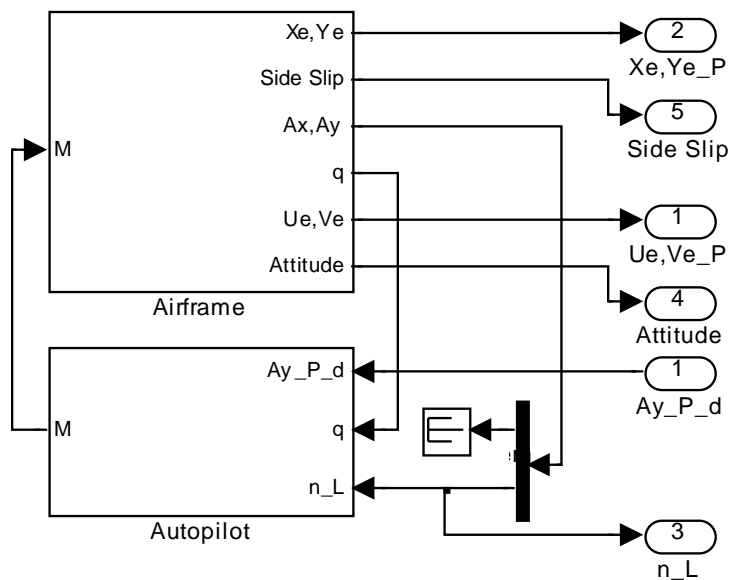 Xe,Ye
Side Slip
Ax,Ay
q
Ue,Ve
Attitude
M
Airframe
2
Xe,Ye_P
5
Side Slip
1
Ue,Ve_P
4
Attitude
1
Ay_P_d
Ay_P_d
q
n_L
M
Autopilot
3
n_L